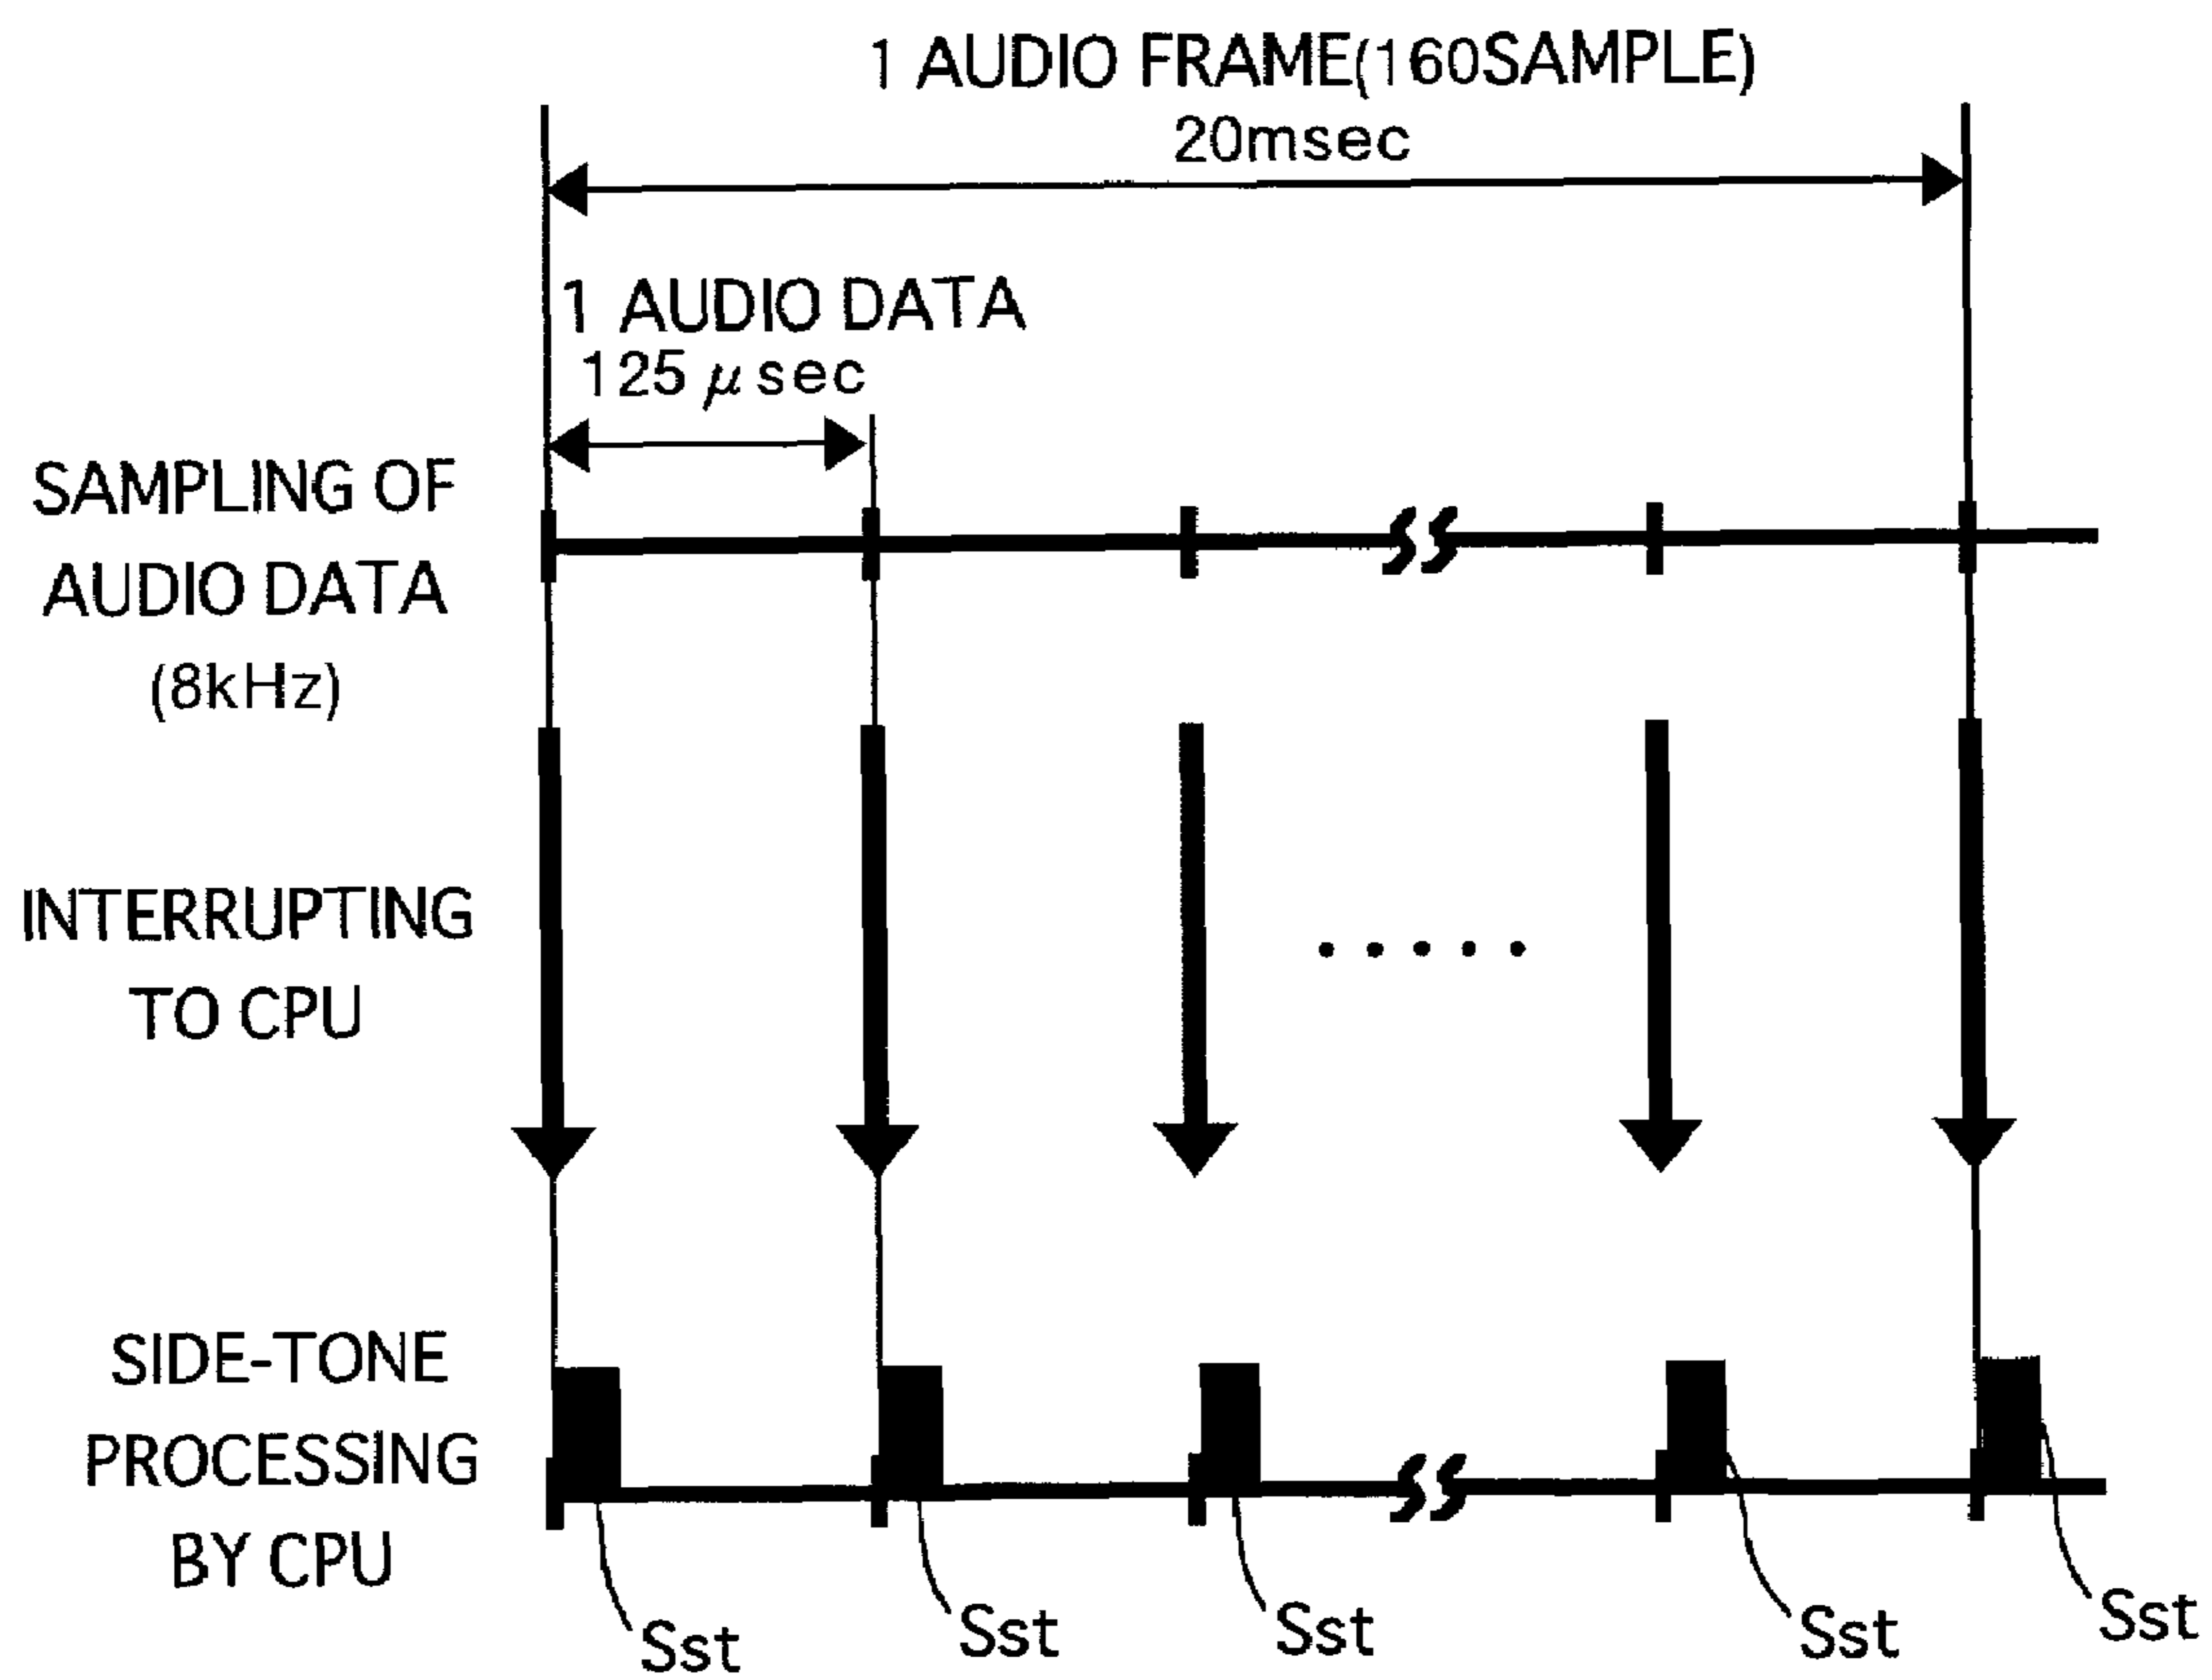 1 AUDIO FRAME(160SAMPLE)
20msec
1 AUDIO DATA
125 μsec
SAMPLING OF
AUDIO DATA
(8kHz)
INTERRUPTING
TO CPU
SIDE-TONE
PROCESSING
BY CPU
Sst
Sst
Sst
Sst
Sst